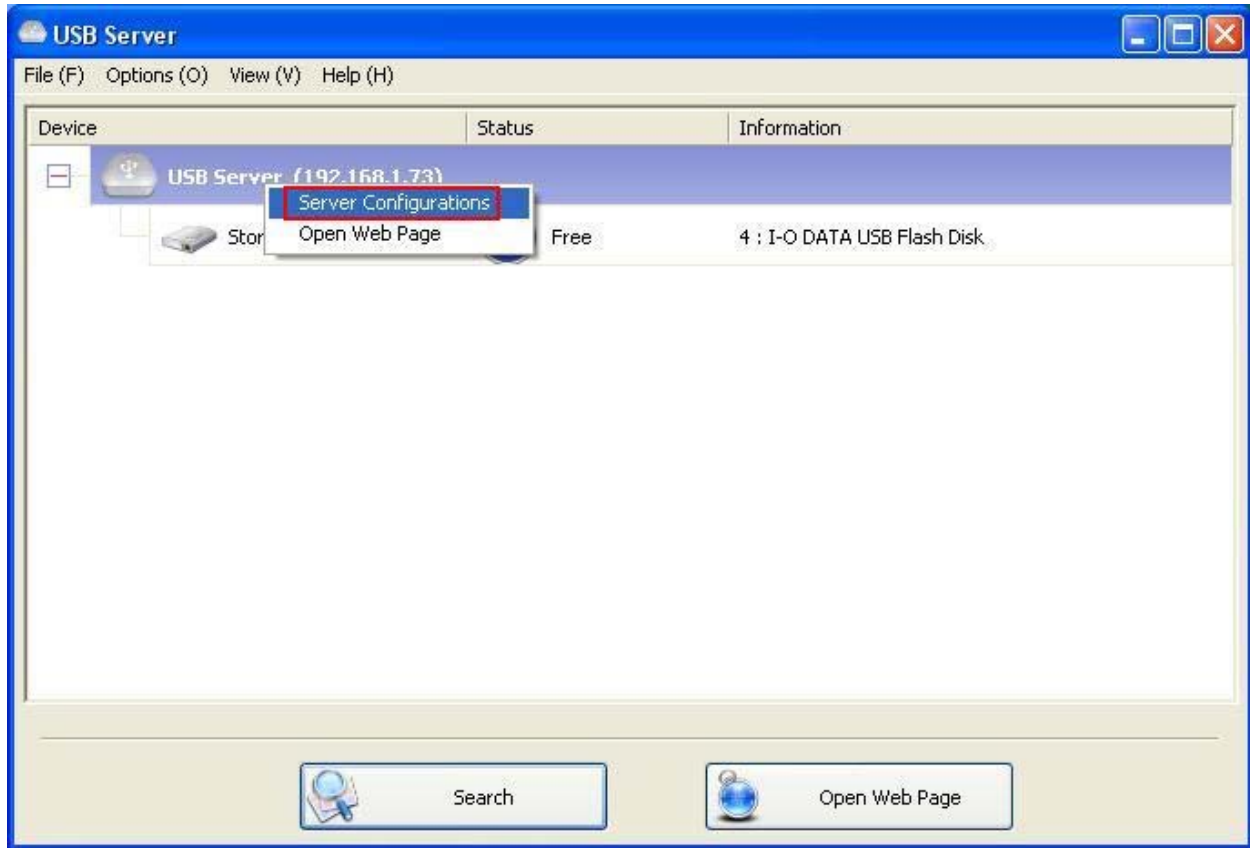 USB Server
File (F) Options (O) View (V) Help (H)
Device Status Information
USB Server (192.168.1.73)
Server Configurations
Open Web Page
Stor Free 4 : I-O DATA USB Flash Disk
Search Open Web Page